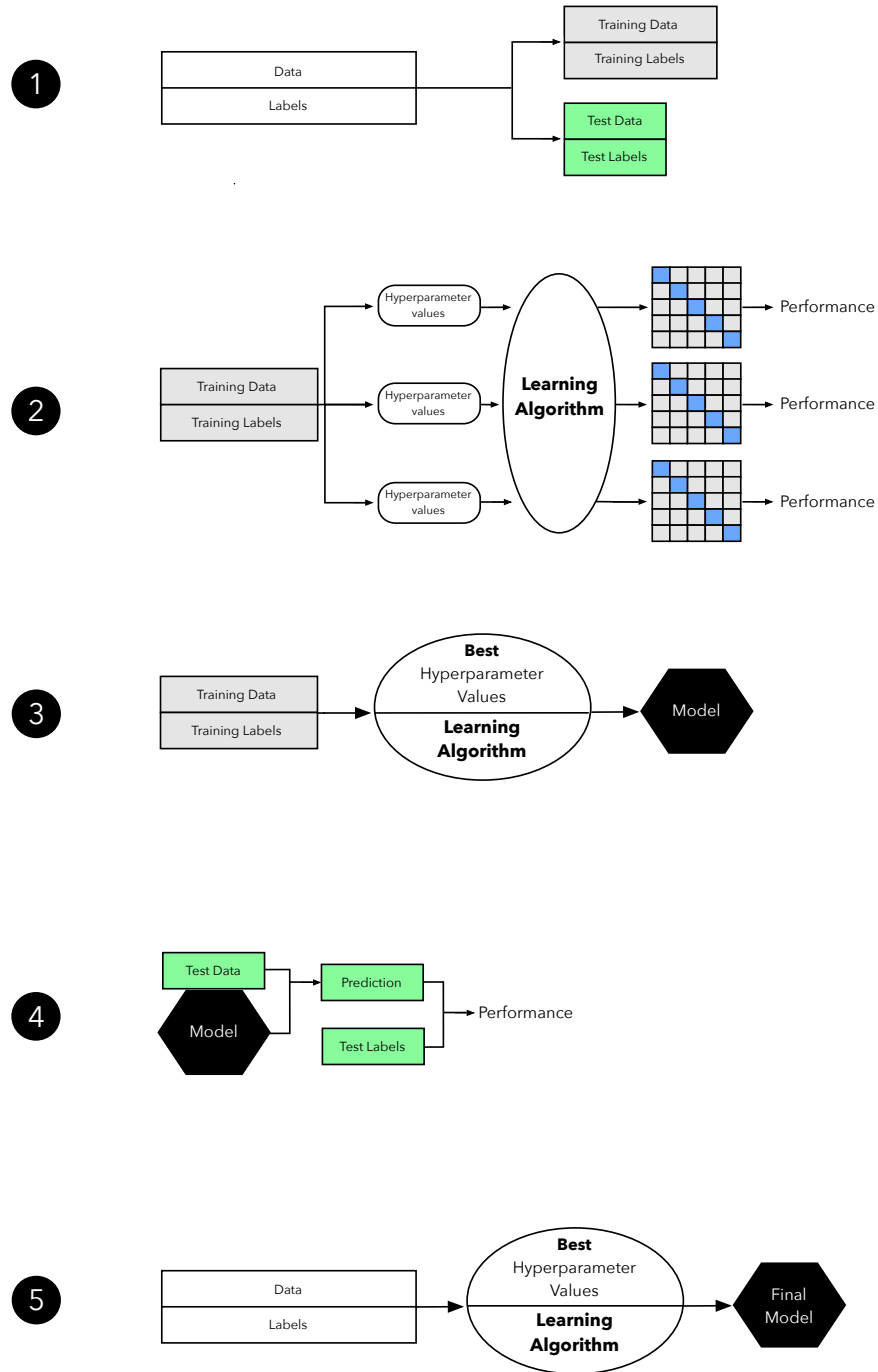 1
Data
Labels
Training Data
Training Labels
Test Data
Test Labels
2
Training Data
Training Labels
Hyperparameter
values
Hyperparameter
values
Hyperparameter
values
Learning
Algorithm
Performance
Performance
Performance
3
Training Data
Training Labels
Best
Hyperparameter
Values
Learning
Algorithm
Model
4
Test Data
Model
Prediction
Test Labels
Performance
5
Data
Labels
Best
Hyperparameter
Values
Learning
Algorithm
Final
Model